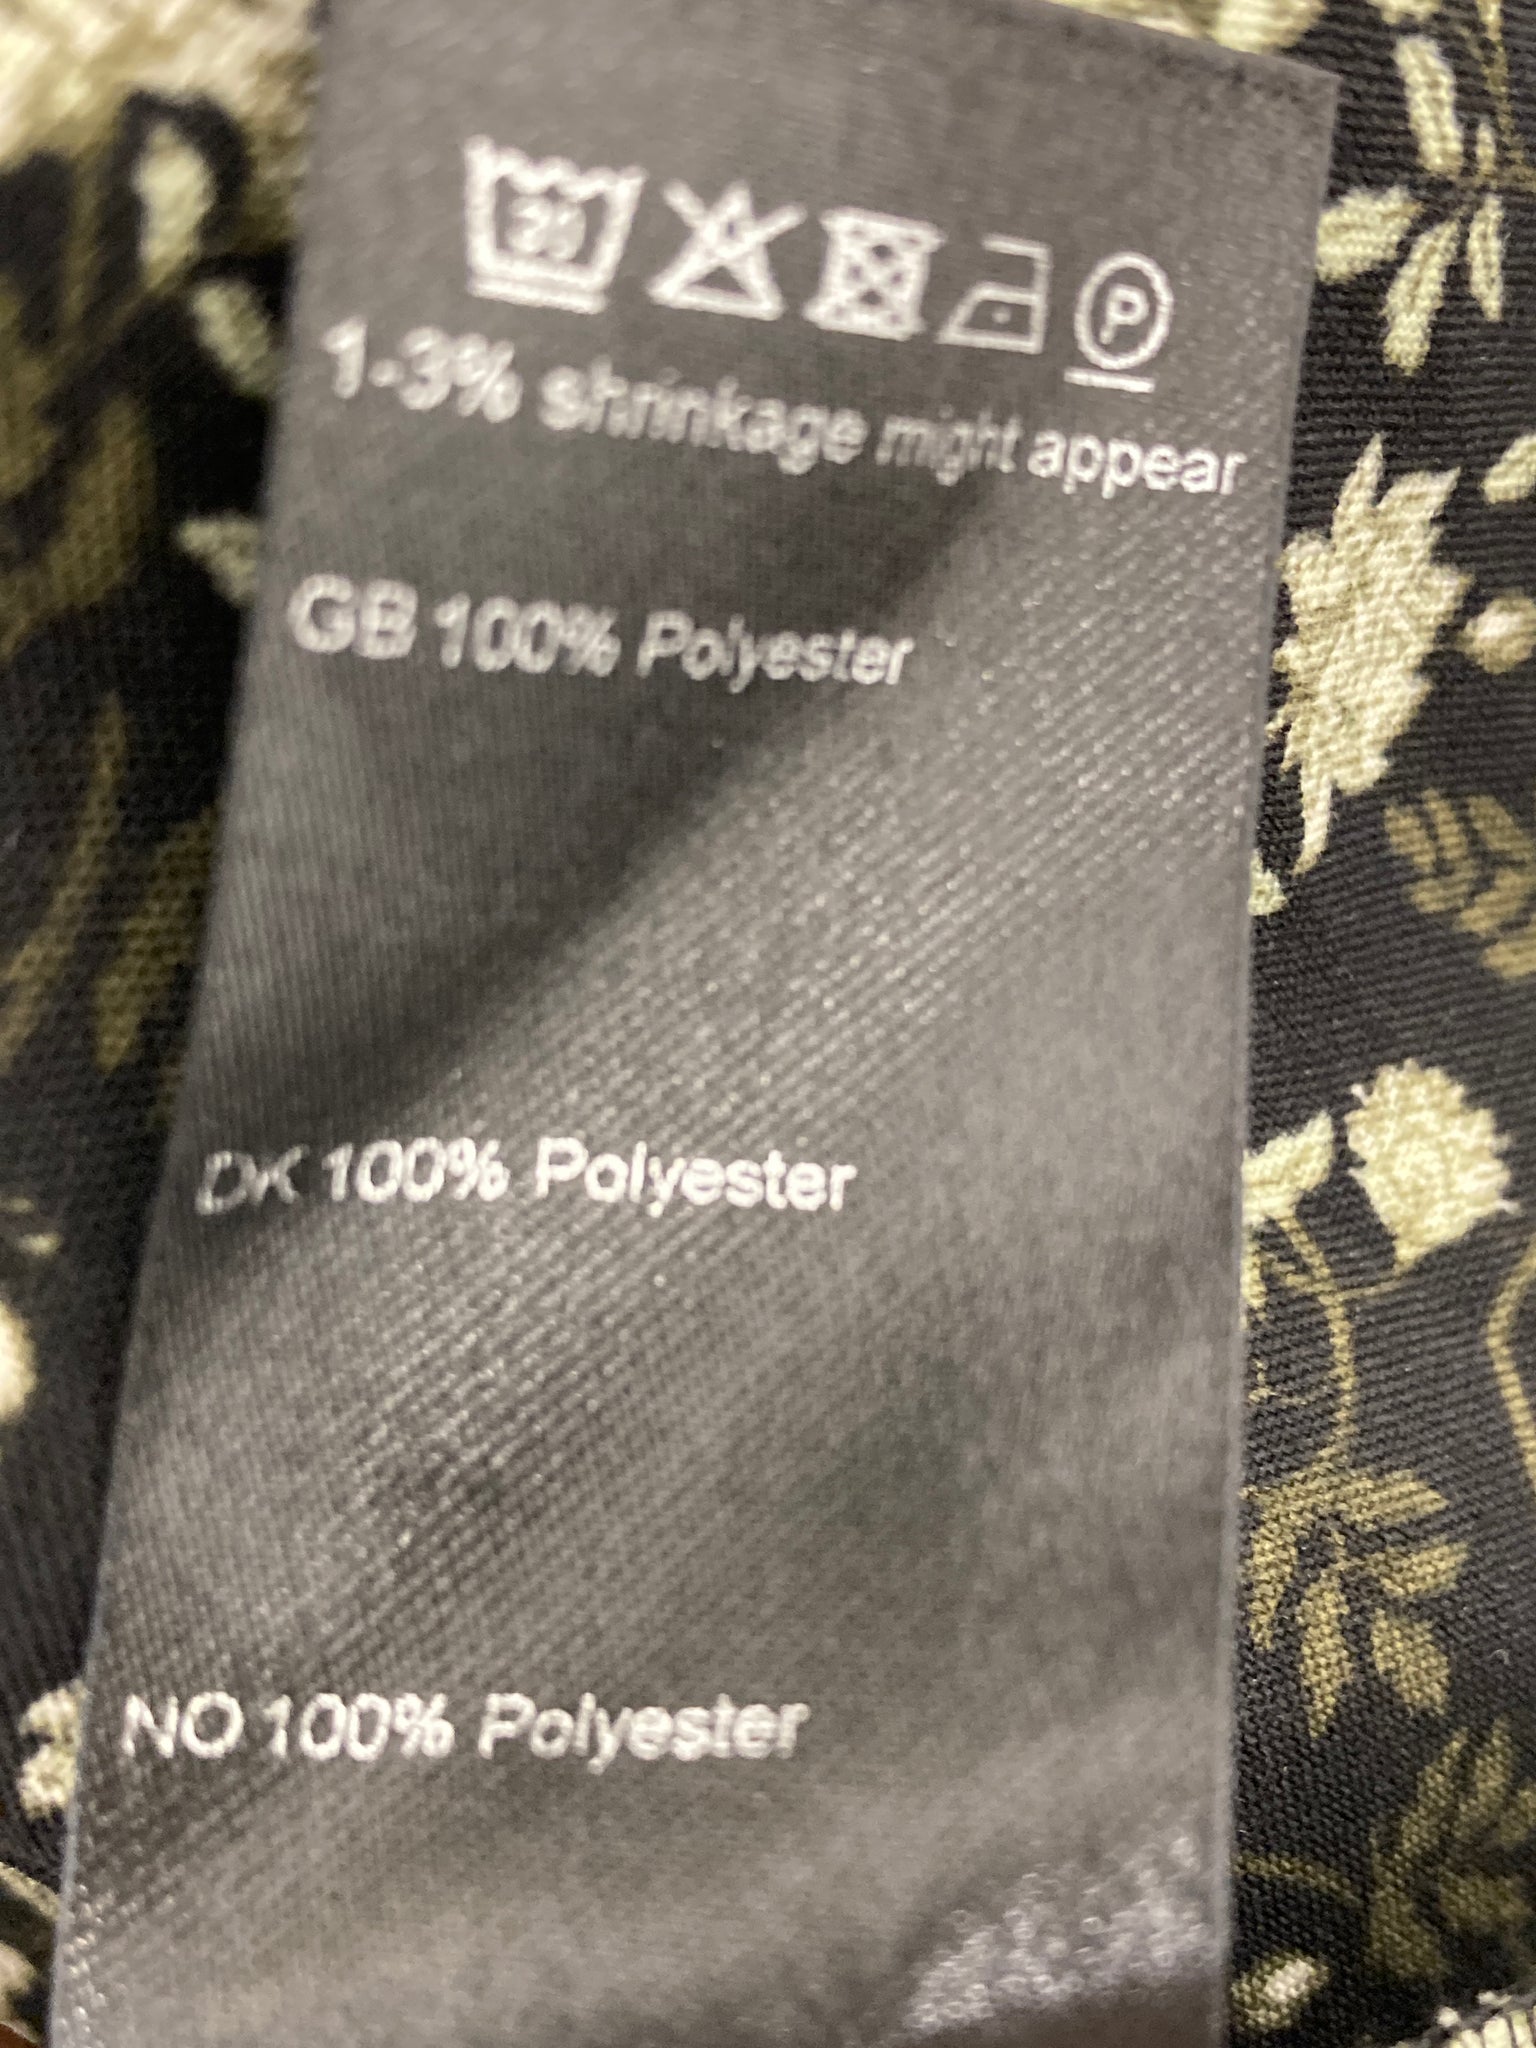 P
1-3% shrinkage might appear
GB 100% Polyester
DK 100% Polyester
NO 100% Polyester